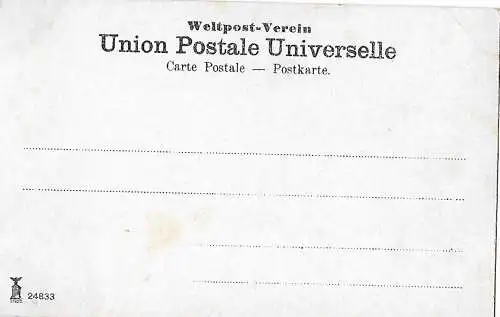 Weltpost-Verein
Union Postale Universelle
Carte Postale — Postkarte.
24833